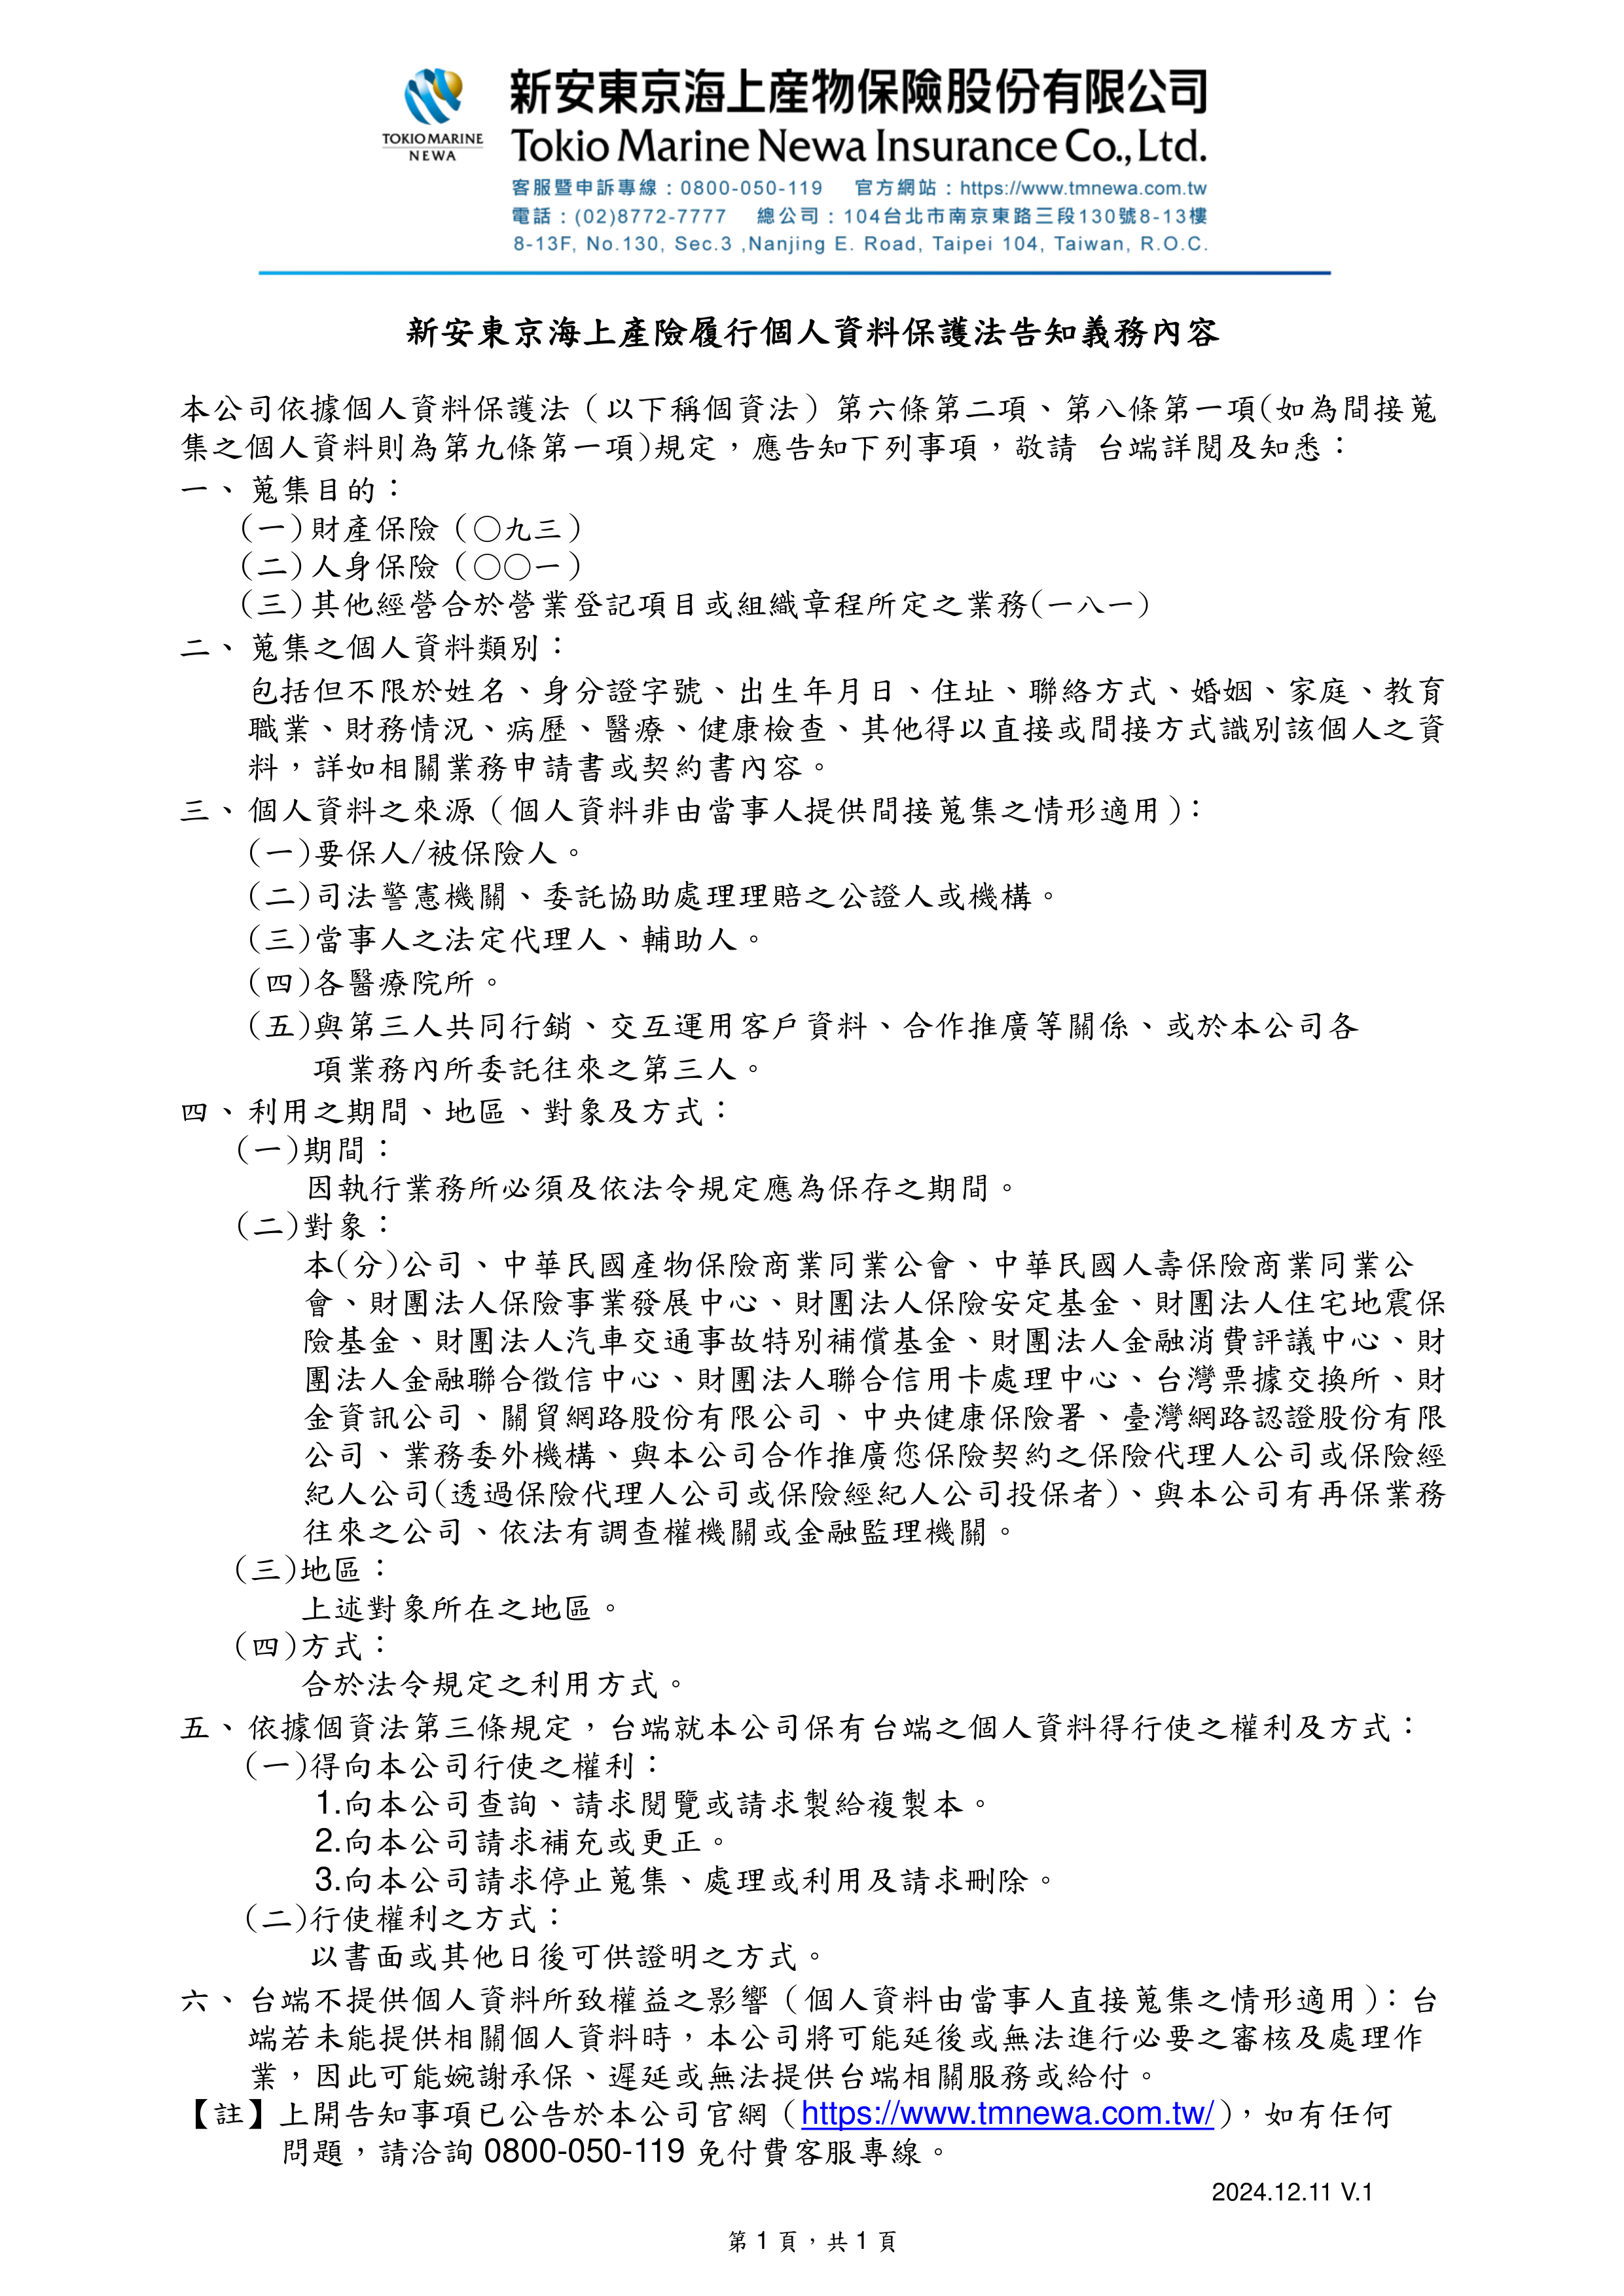 TOKIO MARINE
NEWA
新安東京海上産物保險股份有限公司
Tokio Marine Newa Insurance Co., Ltd.
客服暨申訴專線：0800-050-119 官方網站：https://www.tmnewa.com.tw
電話：(02)8772-7777 總公司：104台北市南京東路三段130號8-13樓
8-13F, No.130, Sec.3 ,Nanjing E. Road, Taipei 104, Taiwan, R.O.C.
新安東京海上產險履行個人資料保護法告知義務內容
本公司依據個人資料保護法（以下稱個資法）第六條第二項、第八條第一項(如為間接蒐
集之個人資料則為第九條第一項)規定，應告知下列事項，敬請 台端詳閱及知悉：
一、蒐集目的：
(一)財產保險（○九三）
(二)人身保險（○○一）
(三)其他經營合於營業登記項目或組織章程所定之業務(一八一)
二、蒐集之個人資料類別：
包括但不限於姓名、身分證字號、出生年月日、住址、聯絡方式、婚姻、家庭、教育
職業、財務情況、病歷、醫療、健康檢查、其他得以直接或間接方式識別該個人之資
料，詳如相關業務申請書或契約書內容。
三、個人資料之來源（個人資料非由當事人提供間接蒐集之情形適用）：
(一)要保人/被保險人。
(二)司法警憲機關、委託協助處理理賠之公證人或機構。
(三)當事人之法定代理人、輔助人。
(四)各醫療院所。
(五)與第三人共同行銷、交互運用客戶資料、合作推廣等關係、或於本公司各
項業務內所委託往來之第三人。
四、利用之期間、地區、對象及方式：
(一)期間：
因執行業務所必須及依法令規定應為保存之期間。
(二)對象：
本(分)公司、中華民國產物保險商業同業公會、中華民國人壽保險商業同業公
會、財團法人保險事業發展中心、財團法人保險安定基金、財團法人住宅地震保
險基金、財團法人汽車交通事故特別補償基金、財團法人金融消費評議中心、財
團法人金融聯合徵信中心、財團法人聯合信用卡處理中心、台灣票據交換所、財
金資訊公司、關貿網路股份有限公司、中央健康保險署、臺灣網路認證股份有限
公司、業務委外機構、與本公司合作推廣您保險契約之保險代理人公司或保險經
紀人公司(透過保險代理人公司或保險經紀人公司投保者)、與本公司有再保業務
往來之公司、依法有調查權機關或金融監理機關。
(三)地區：
上述對象所在之地區。
(四)方式：
合於法令規定之利用方式。
五、依據個資法第三條規定，台端就本公司保有台端之個人資料得行使之權利及方式：
(一)得向本公司行使之權利：
1.向本公司查詢、請求閱覽或請求製給複製本。
2.向本公司請求補充或更正。
3.向本公司請求停止蒐集、處理或利用及請求刪除。
(二)行使權利之方式：
以書面或其他日後可供證明之方式。
六、台端不提供個人資料所致權益之影響（個人資料由當事人直接蒐集之情形適用）：台
端若未能提供相關個人資料時，本公司將可能延後或無法進行必要之審核及處理作
業，因此可能婉謝承保、遲延或無法提供台端相關服務或給付。
【註】上開告知事項已公告於本公司官網（https://www.tmnewa.com.tw/），如有任何
問題，請洽詢 0800-050-119 免付費客服專線。
2024.12.11 V.1
第 1 頁，共 1 頁